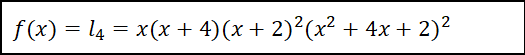 f(x) = l₄ = x(x + 4)(x + 2)²(x² + 4x + 2)²